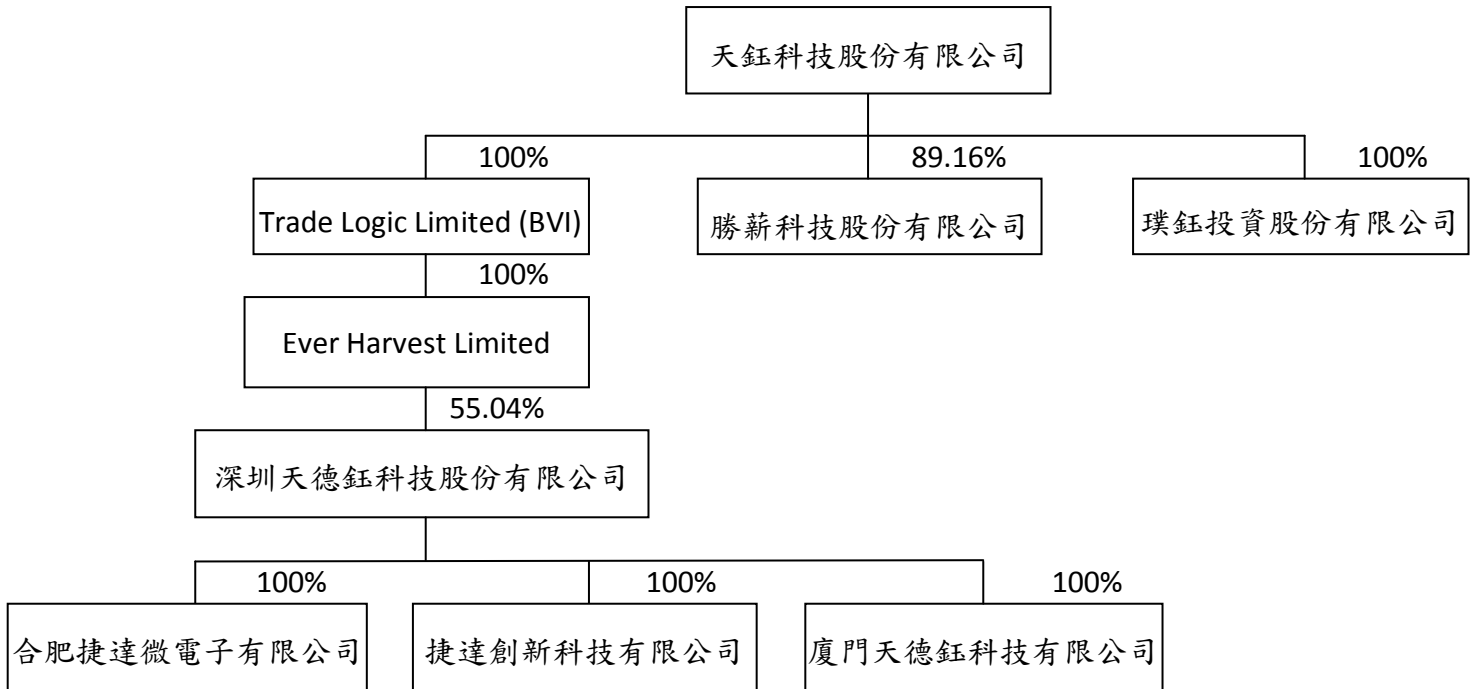 天鈺科技股份有限公司
100%
89.16%
100%
Trade Logic Limited (BVI)
勝薪科技股份有限公司
璞鈺投資股份有限公司
100%
Ever Harvest Limited
55.04%
深圳天德鈺科技股份有限公司
100%
100%
100%
合肥捷達微電子有限公司
捷達創新科技有限公司
廈門天德鈺科技有限公司